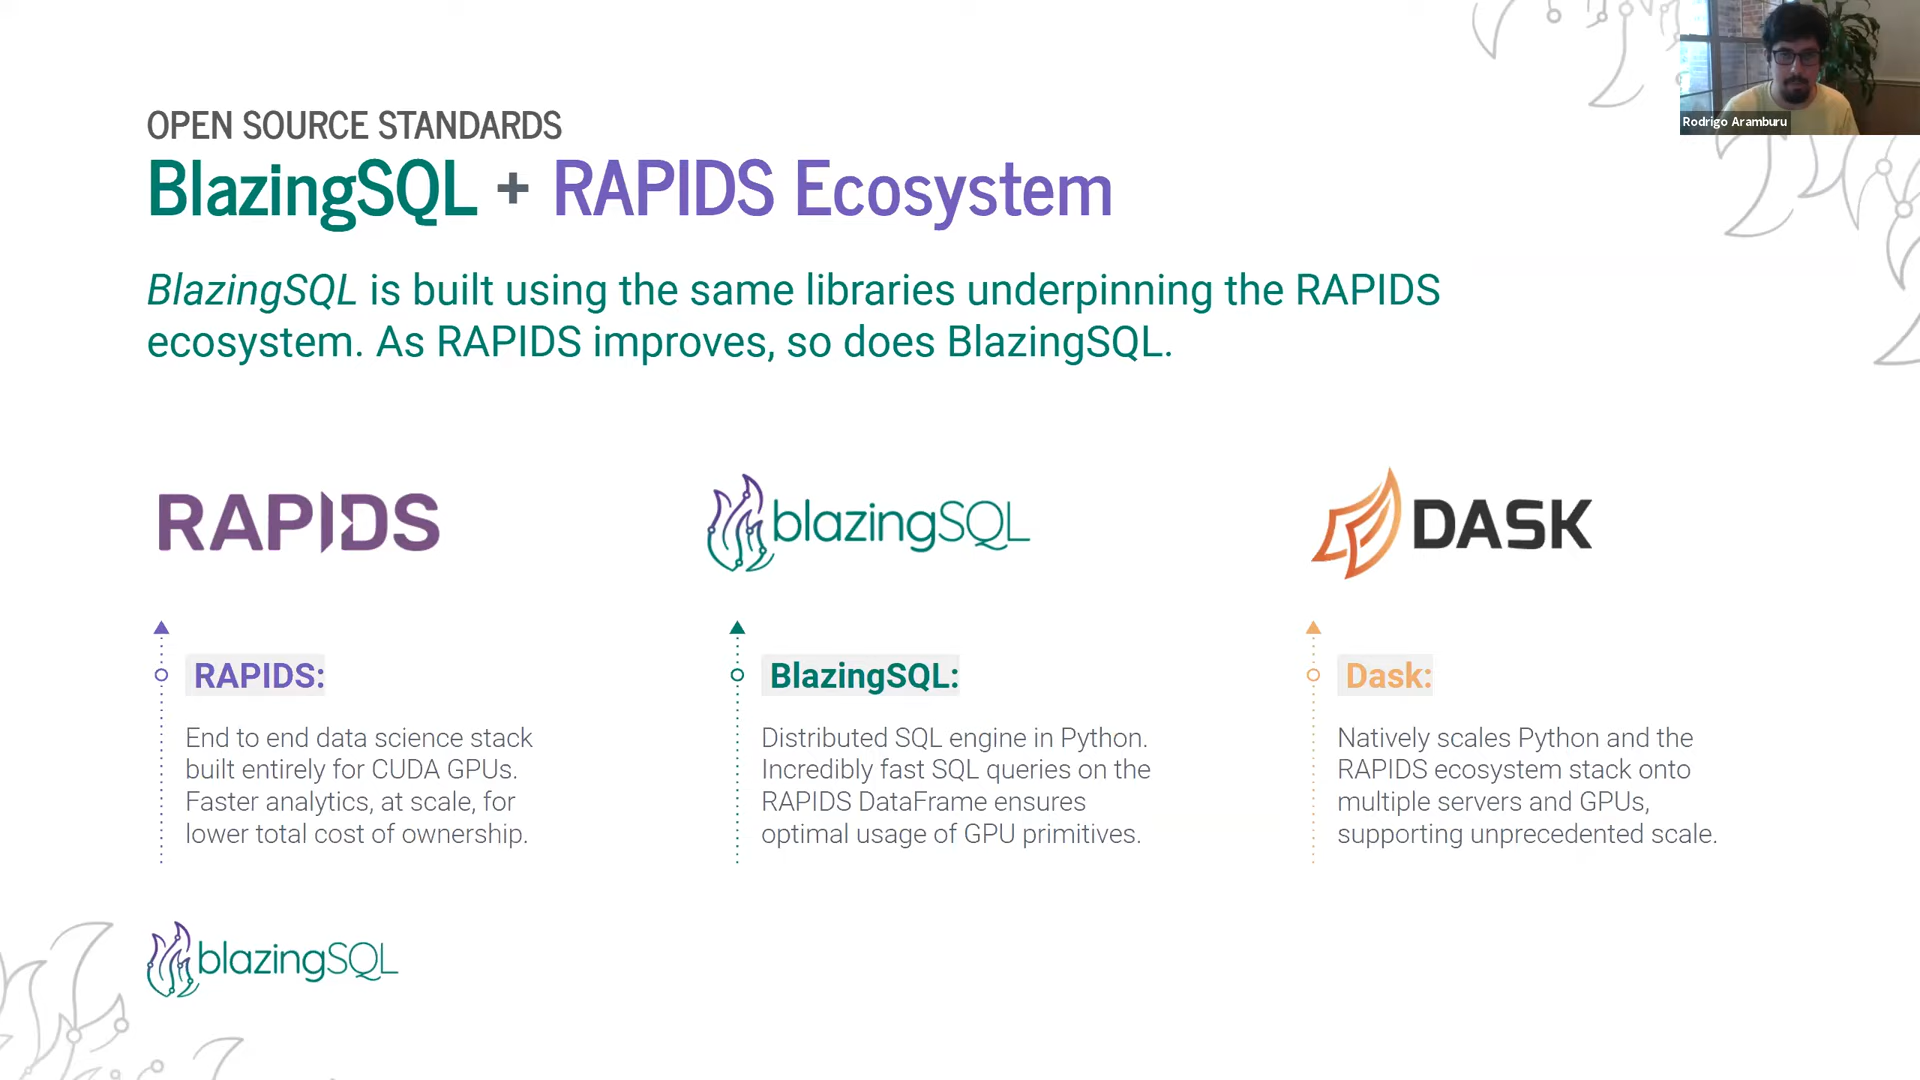 Rodrigo Aramburu
OPEN SOURCE STANDARDS
BlazingSQL + RAPIDS Ecosystem
BlazingSQL is built using the same libraries underpinning the RAPIDS
ecosystem. As RAPIDS improves, so does BlazingSQL.
RAPIDS
blazingSQL
DASK
RAPIDS:
End to end data science stack
built entirely for CUDA GPUs.
Faster analytics, at scale, for
lower total cost of ownership.
BlazingSQL:
Distributed SQL engine in Python.
Incredibly fast SQL queries on the
RAPIDS DataFrame ensures
optimal usage of GPU primitives.
Dask:
Natively scales Python and the
RAPIDS ecosystem stack onto
multiple servers and GPUs,
supporting unprecedented scale.
blazingSQL